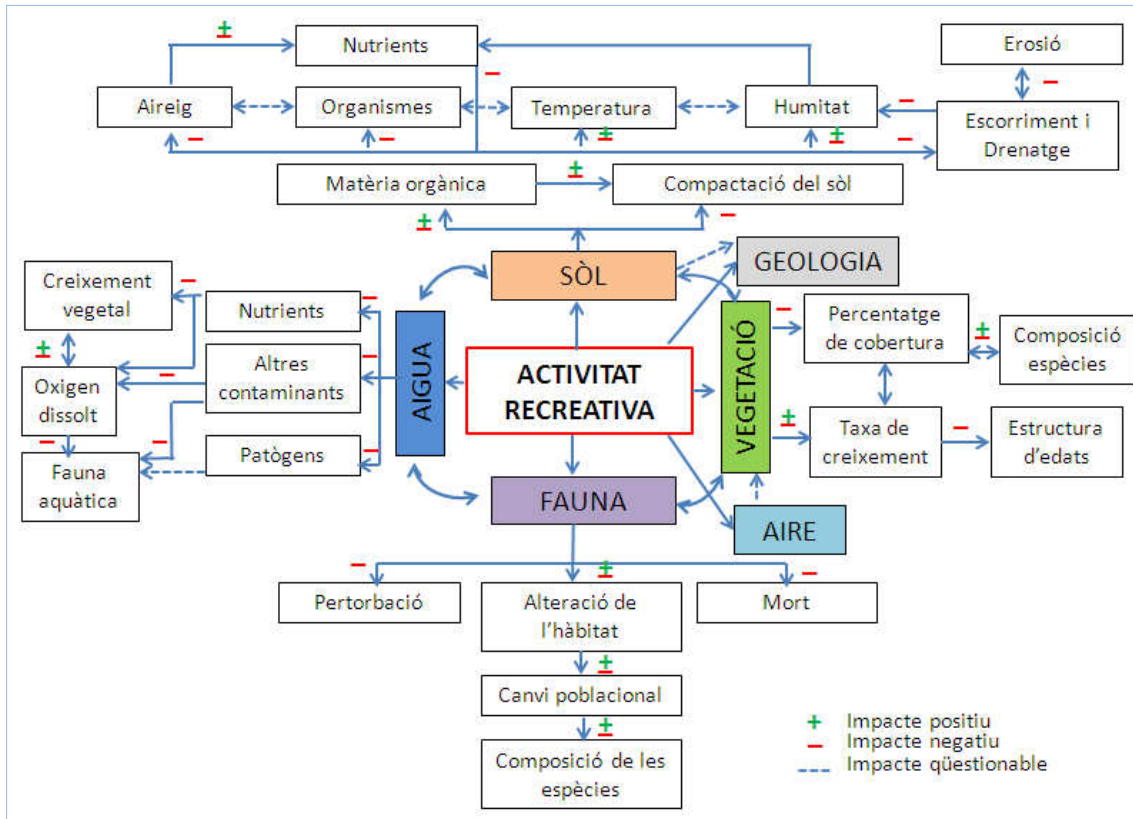 ±
Nutrients
Erosió
−
−
Aireig
Organismes
Temperatura
Humitat
−
Escorriment i
Drenatge
−
−
±
±
−
Matèria orgànica
±
Compactació del sòl
±
−
SÒL
GEOLOGIA
Creixement
vegetal
−
Nutrients
−
AIGUA
VEGETACIÓ
−
Percentatge
de cobertura
±
Composició
espècies
±
Oxigen
dissolt
−
Altres
contaminants
−
ACTIVITAT
RECREATIVA
±
Taxa de
creixement
−
Estructura
d'edats
−
−
Fauna
aquàtica
Patògens
−
FAUNA
AIRE
−
±
−
Pertorbació
Alteració de
l'hàbitat
Mort
±
Canvi poblacional
±
Composició de les
espècies
+ Impacte positiu
− Impacte negatiu
Impacte qüestionable